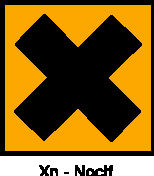 Xn - Nocif